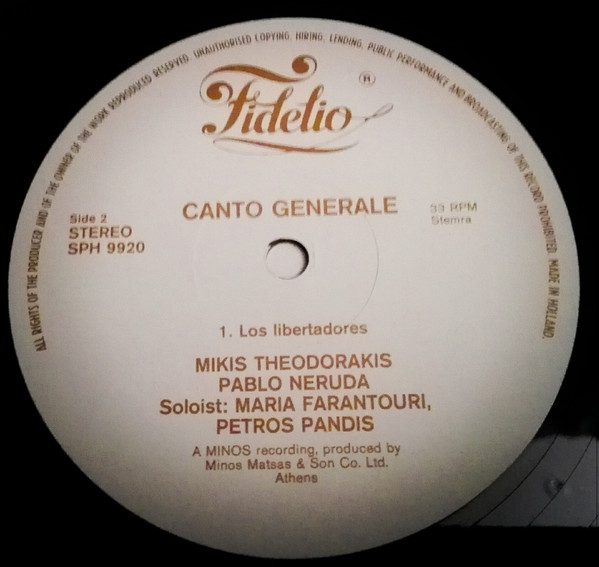 ALL RIGHTS OF THE PRODUCER AND OF THE OWNER OF THE WORK REPRODUCED RESERVED. UNAUTHORISED COPYING, HIRING, LENDING, PUBLIC PERFORMANCE AND BROADCASTING OF THIS RECORD PROHIBITED. MADE IN HOLLAND.
Fidelio ®
CANTO GENERALE
Side 2
STEREO
SPH 9920
33 RPM
Stemra
1. Los libertadores
MIKIS THEODORAKIS
PABLO NERUDA
Soloist: MARIA FARANTOURI,
PETROS PANDIS
A MINOS recording, produced by
Minos Matsas & Son Co. Ltd.
Athens